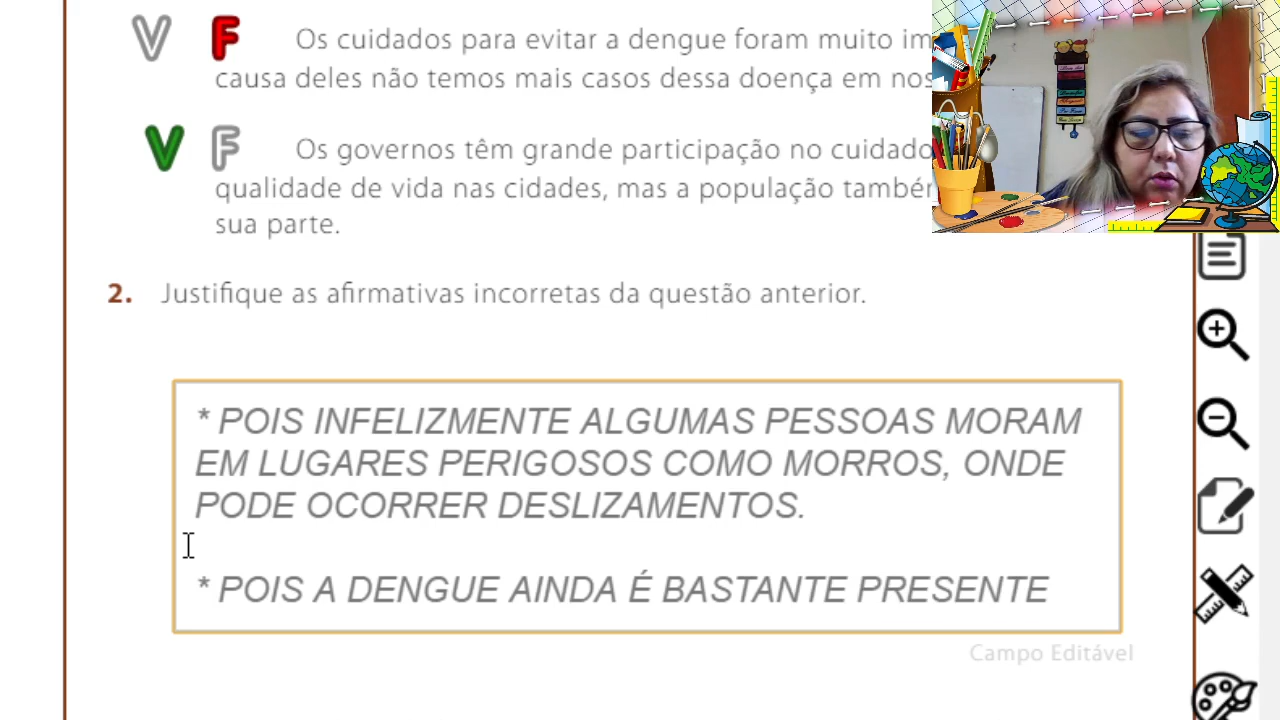 V F Os cuidados para evitar a dengue foram muito im
causa deles não temos mais casos dessa doença em nos
V F Os governos têm grande participação no cuidado
qualidade de vida nas cidades, mas a população també
sua parte.
2. Justifique as afirmativas incorretas da questão anterior.
* POIS INFELIZMENTE ALGUMAS PESSOAS MORAM
EM LUGARES PERIGOSOS COMO MORROS, ONDE
PODE OCORRER DESLIZAMENTOS.
* POIS A DENGUE AINDA É BASTANTE PRESENTE
Campo Editável